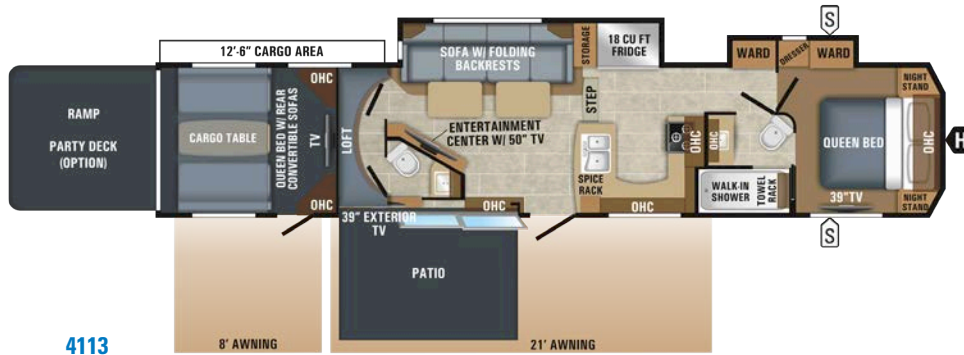 12'-6" CARGO AREA
RAMP
PARTY DECK
(OPTION)
CARGO TABLE
QUEEN BED W/ REAR
CONVERTIBLE SOFAS
OHC
TV
OHC
LOFT
SOFA W/ FOLDING
BACKRESTS
STORAGE
18 CU FT
FRIDGE
STEP
ENTERTAINMENT
CENTER W/ 50" TV
SPICE
RACK
OHC
OHC
OHC
OHC
39" EXTERIOR
TV
PATIO
WARD
DRESSER
WARD
S
NIGHT
STAND
QUEEN BED
OHC
H
WALK-IN
SHOWER
TOWEL
RACK
39"TV
NIGHT
STAND
S
4113
8' AWNING
21' AWNING